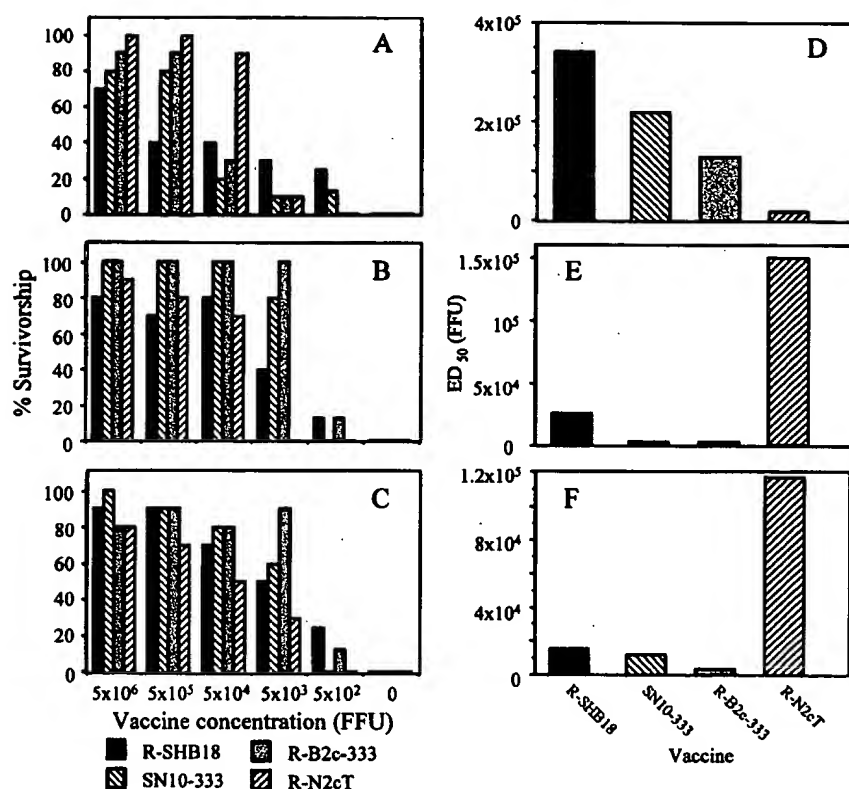 A
100
80
60
40
20
0
B
100
80
60
40
20
0
C
100
80
60
40
20
0
% Survivorship
5x10⁶ 5x10⁵ 5x10⁴ 5x10³ 5x10² 0
Vaccine concentration (FFU)
R-SHB18 R-B2c-333
SN10-333 R-N2cT
D
4x10⁵
2x10⁵
0
E
1.5x10⁵
10⁵
5x10⁴
0
F
1.2x10⁵
8x10⁴
4x10⁴
0
ED 50 (FFU)
R-SHB18
SN10-333
R-B2c-333
R-N2cT
Vaccine